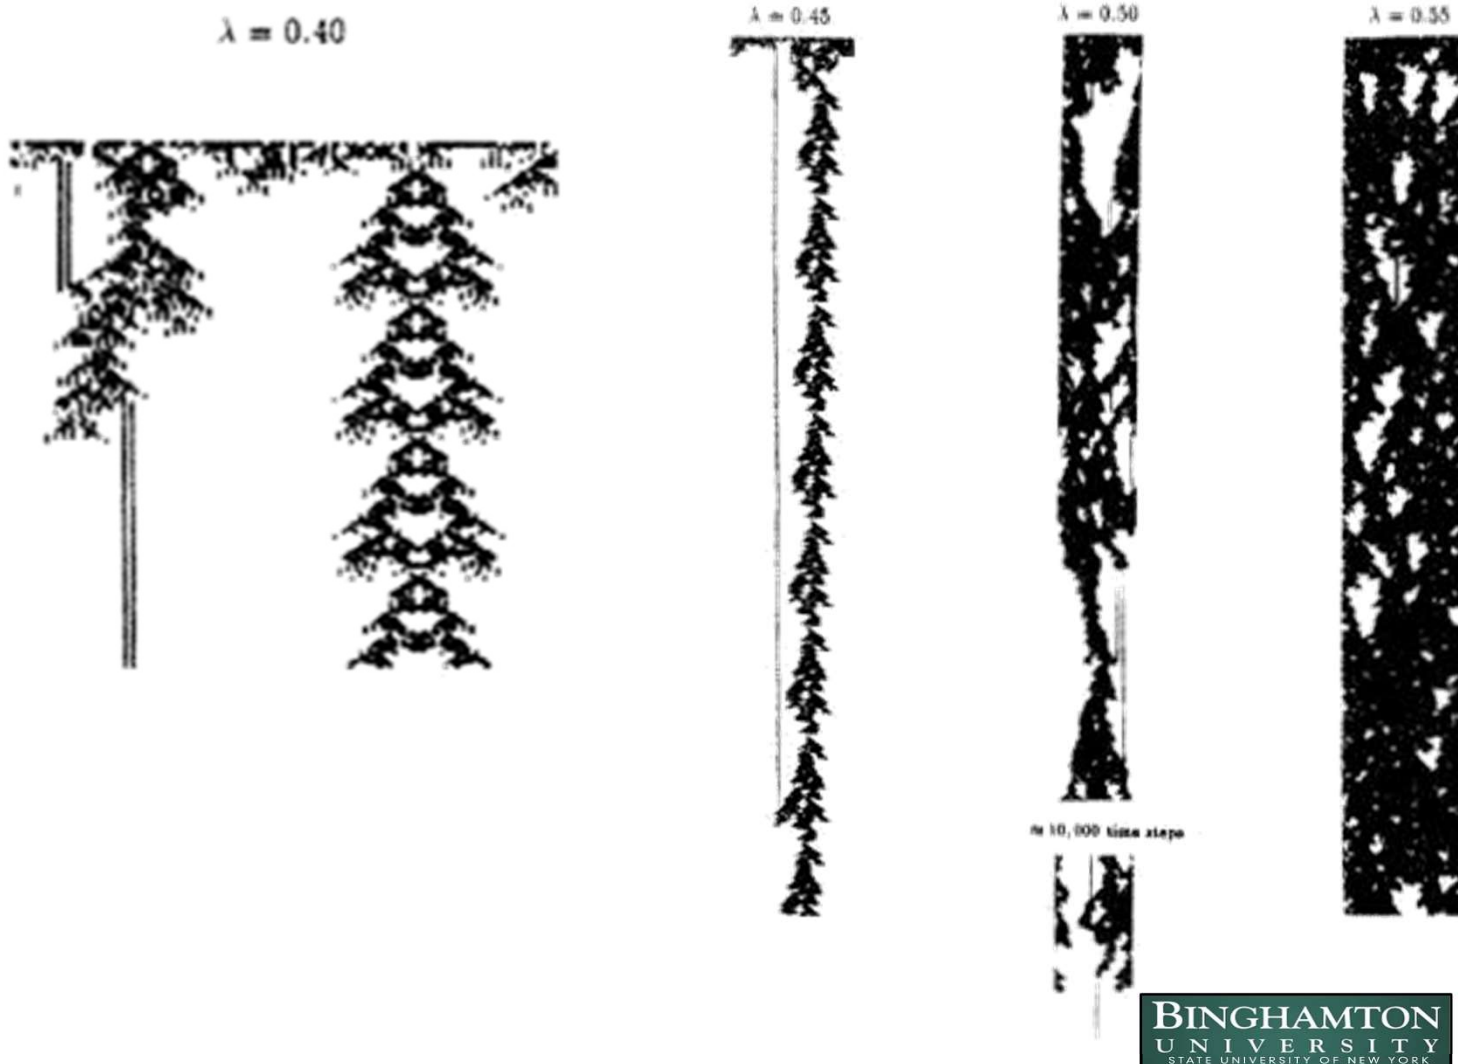 λ = 0.40
λ = 0.45
λ = 0.50
λ = 0.55
≈ 10,000 time steps
BINGHAMTON
UNIVERSITY
STATE UNIVERSITY OF NEW YORK